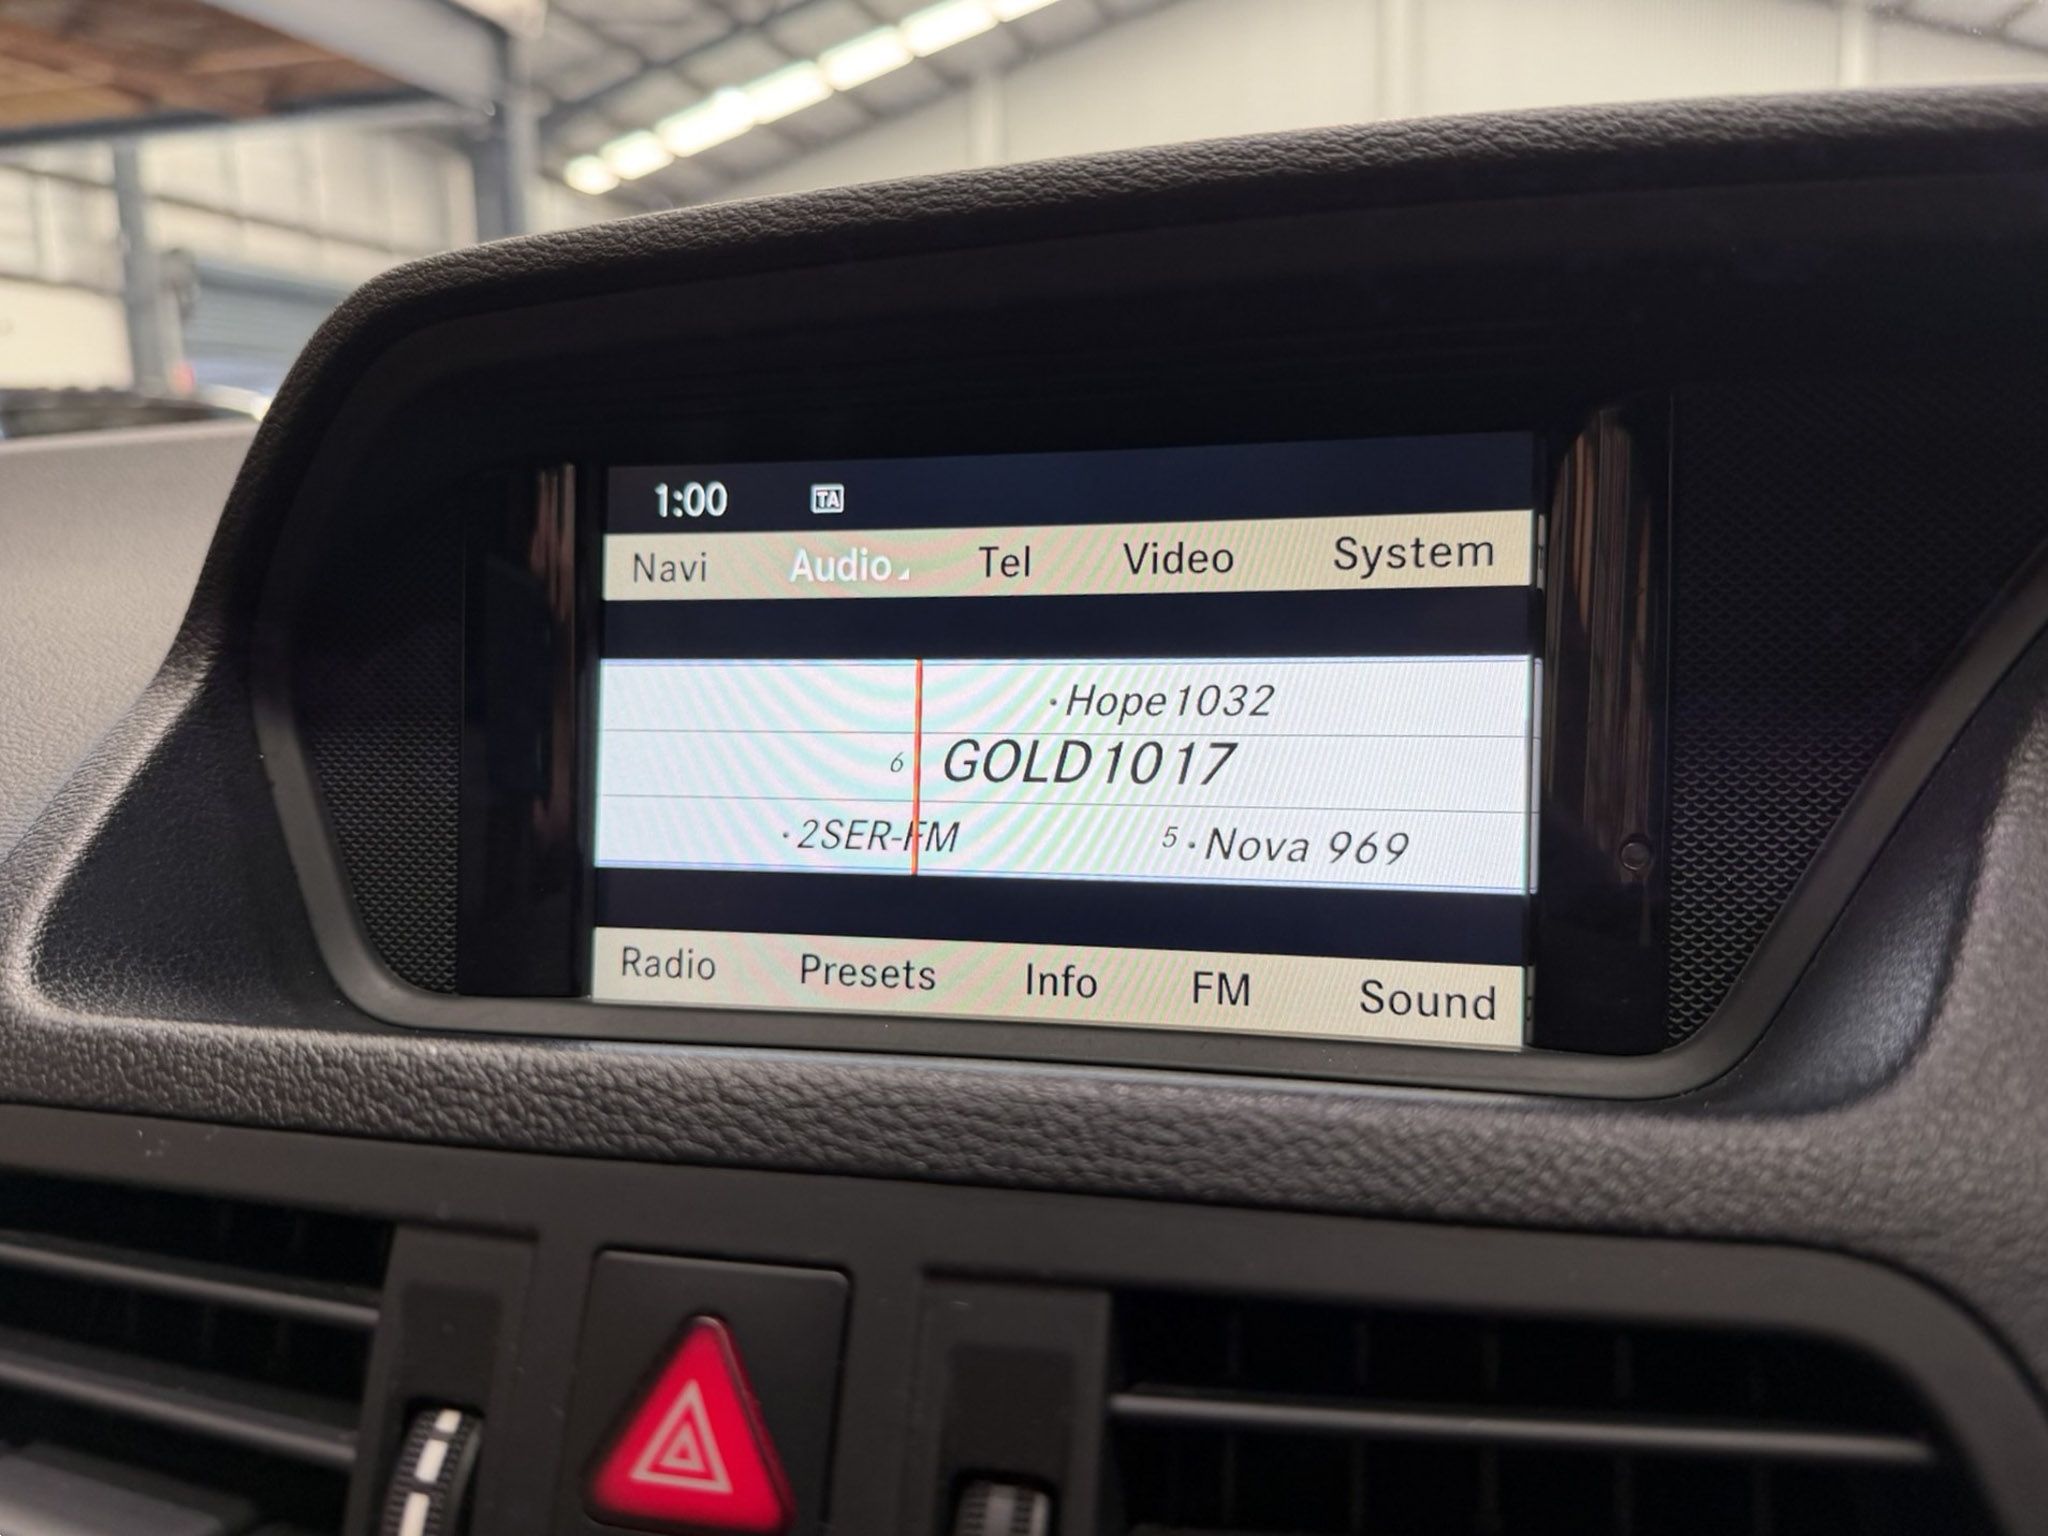 1:00 TA
Navi Audio Tel Video System
·Hope1032
6 GOLD1017
·2SER-FM 5·Nova 969
Radio Presets Info FM Sound